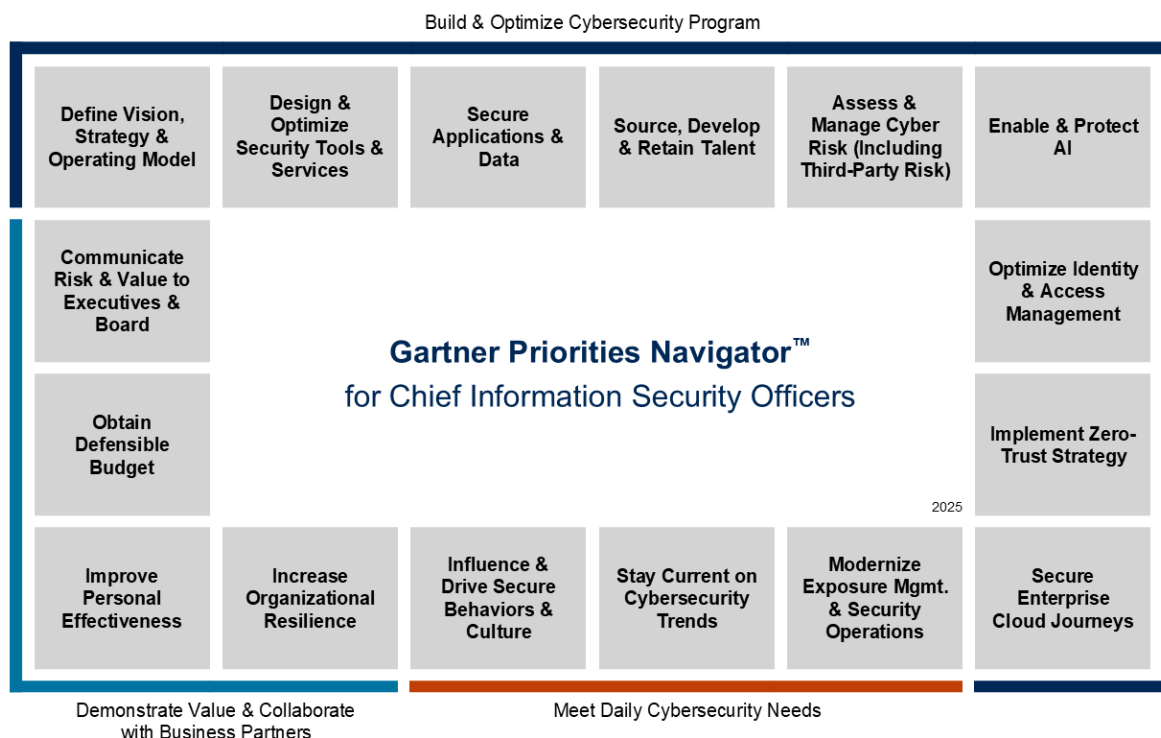 Build & Optimize Cybersecurity Program
Define Vision,
Strategy &
Operating Model
Design &
Optimize
Security Tools &
Services
Secure
Applications &
Data
Source, Develop
& Retain Talent
Assess &
Manage Cyber
Risk (Including
Third-Party Risk)
Enable & Protect
AI
Communicate
Risk & Value to
Executives &
Board
Optimize Identity
& Access
Management
Gartner Priorities Navigator™
for Chief Information Security Officers
Obtain
Defensible
Budget
Implement Zero-
Trust Strategy
2025
Improve
Personal
Effectiveness
Increase
Organizational
Resilience
Influence &
Drive Secure
Behaviors &
Culture
Stay Current on
Cybersecurity
Trends
Modernize
Exposure Mgmt.
& Security
Operations
Secure
Enterprise
Cloud Journeys
Demonstrate Value & Collaborate
with Business Partners
Meet Daily Cybersecurity Needs